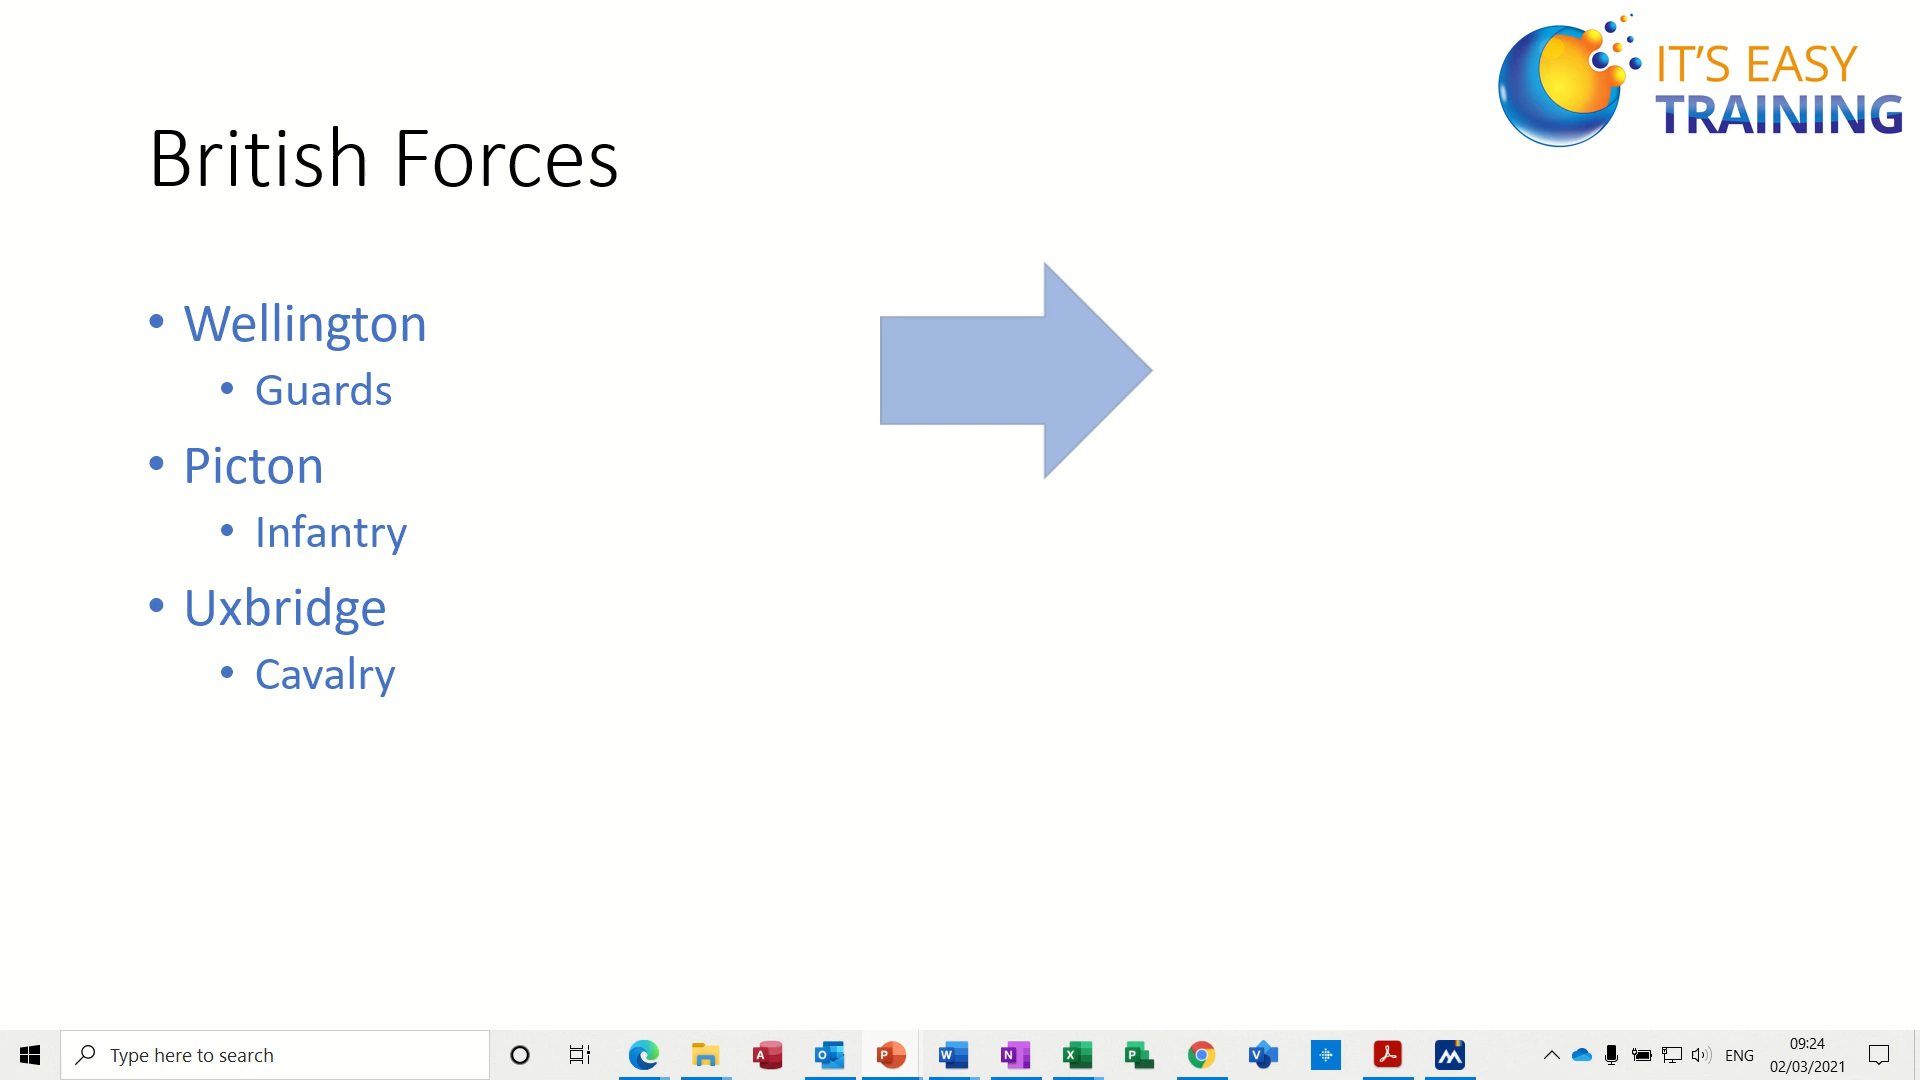 IT'S EASY
TRAINING
British Forces
• Wellington
• Guards
• Picton
• Infantry
• Uxbridge
• Cavalry
Type here to search
A
O
P
W
N
X
P
V
ENG
09:24
02/03/2021